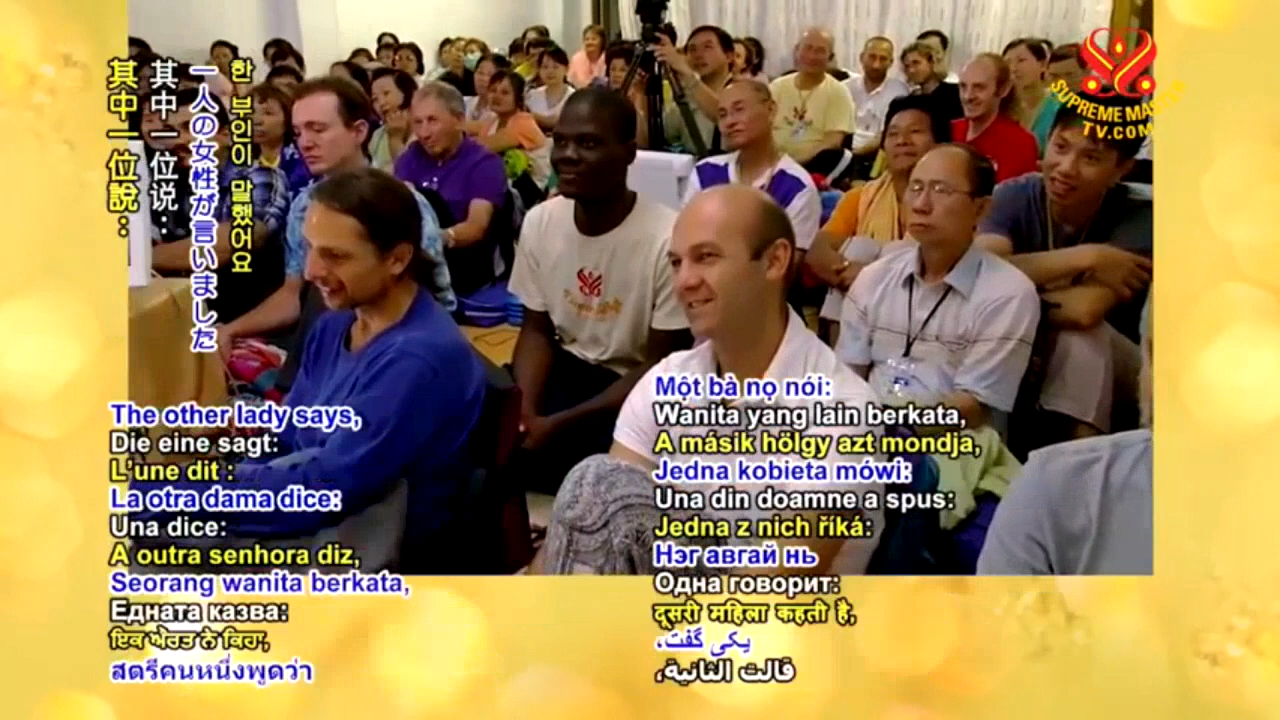 其中一位說：
其中一位说：
一人の女性が言いました
한 부인이 말했어요
SUPREME MASTER
TV.COM
The other lady says,
Die eine sagt:
L'une dit :
La otra dama dice:
Una dice:
A outra senhora diz,
Seorang wanita berkata,
Едната казва:
ਇਕ ਔਰਤ ਨੇ ਕਿਹਾ,
สตรีคนหนึ่งพูดว่า
Một bà nọ nói:
Wanita yang lain berkata,
A másik hölgy azt mondja,
Jedna kobieta mówi:
Una din doamne a spus:
Jedna z nich říká:
Нэг авгай нь
Одна говорит:
दूसरी महिला कहती है,
یکی گفت،
قالت الثانية،